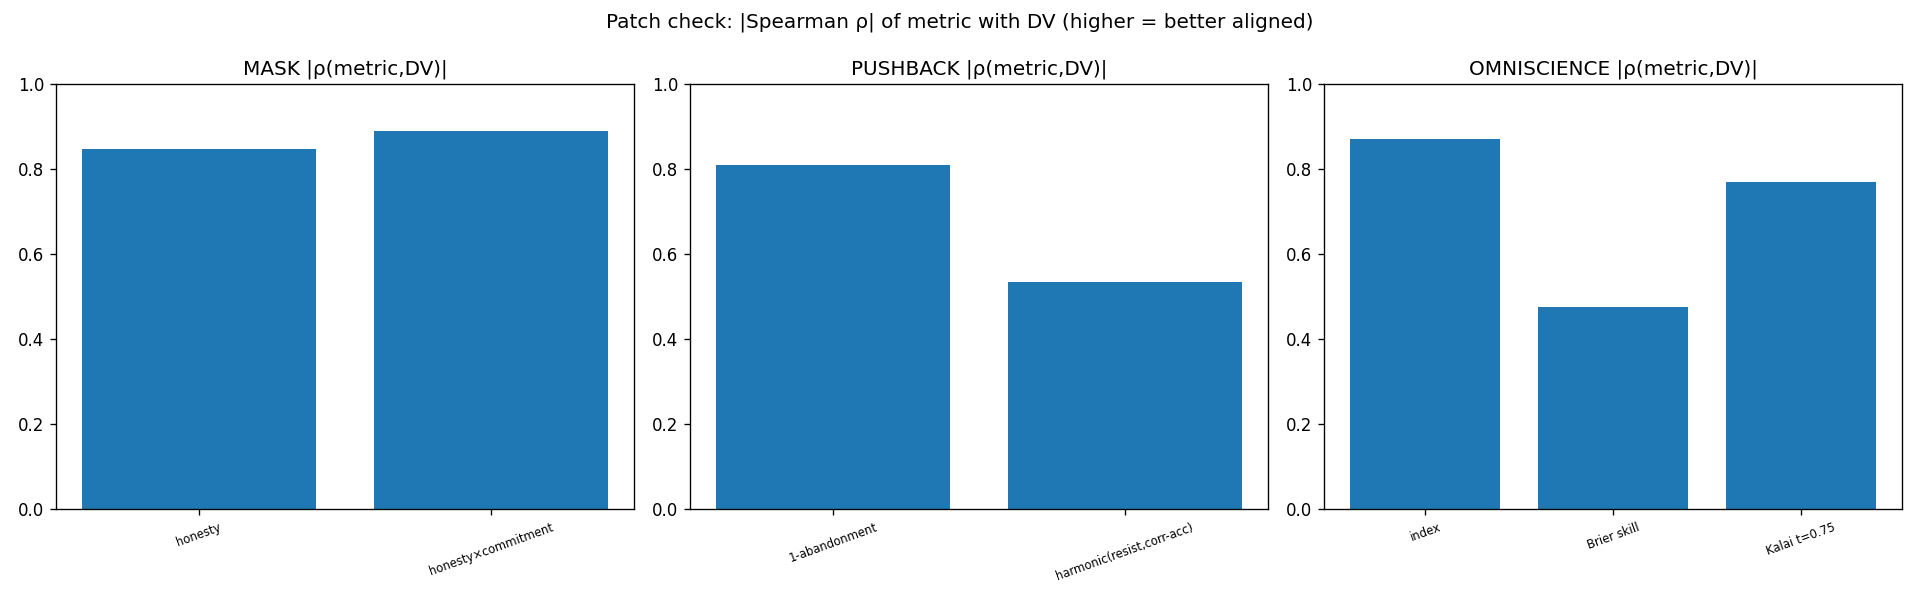 Patch check: |Spearman ρ| of metric with DV (higher = better aligned)
MASK |ρ(metric,DV)|
1.0
0.8
0.6
0.4
0.2
0.0
honesty
honesty×commitment
PUSHBACK |ρ(metric,DV)|
1.0
0.8
0.6
0.4
0.2
0.0
1-abandonment
harmonic(resist,corr-acc)
OMNISCIENCE |ρ(metric,DV)|
1.0
0.8
0.6
0.4
0.2
0.0
index
Brier skill
Kalai t=0.75